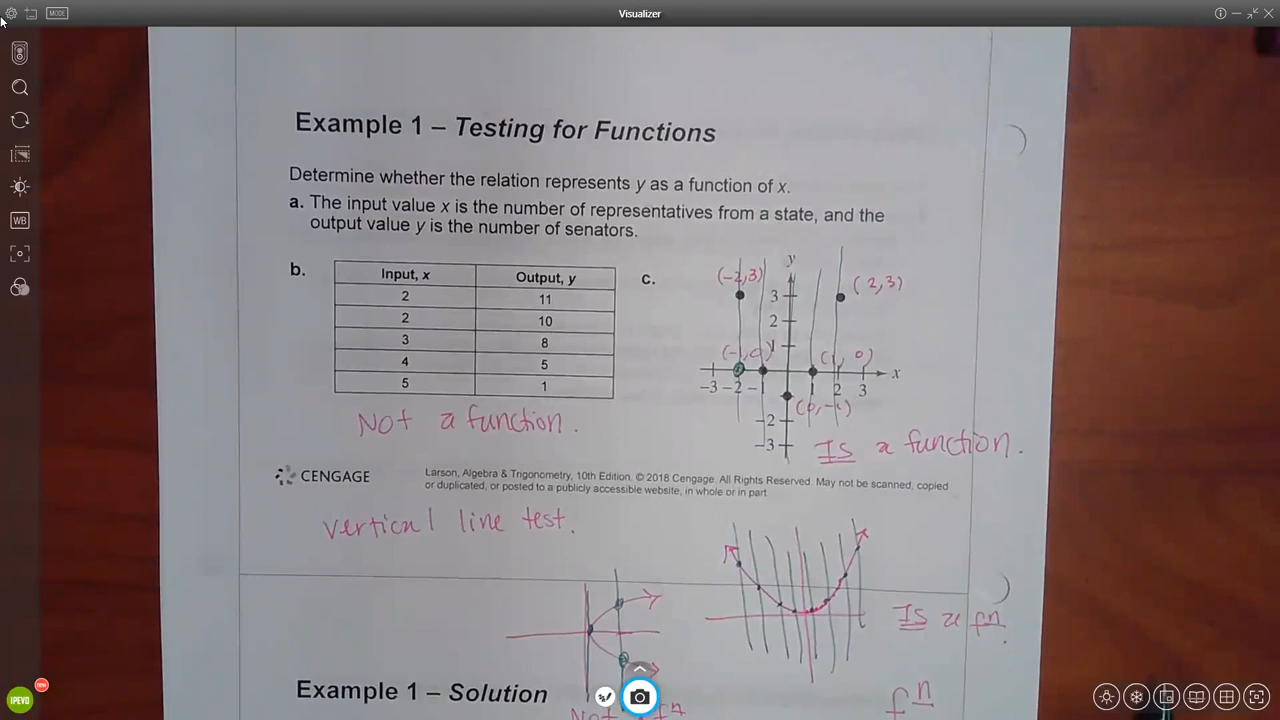 MODE
Visualizer
WB
Example 1 – Testing for Functions
Determine whether the relation represents y as a function of x.
a. The input value x is the number of representatives from a state, and the
output value y is the number of senators.
b.
Input, x Output, y
2 11
2 10
3 8
4 5
5 1
Not a function.
c.
y
(-2,3)
3
(2,3)
2
(1, 0)
x
-3 -2 -1 1 2 3
-2
-3
Is a function.
CENGAGE
Larson, Algebra & Trigonometry, 10th Edition. © 2018 Cengage. All Rights Reserved. May not be scanned, copied
or duplicated, or posted to a publicly accessible website, in whole or in part.
vertical line test.
Is a fn.
Example 1 – Solution
fn
IPEVO
new